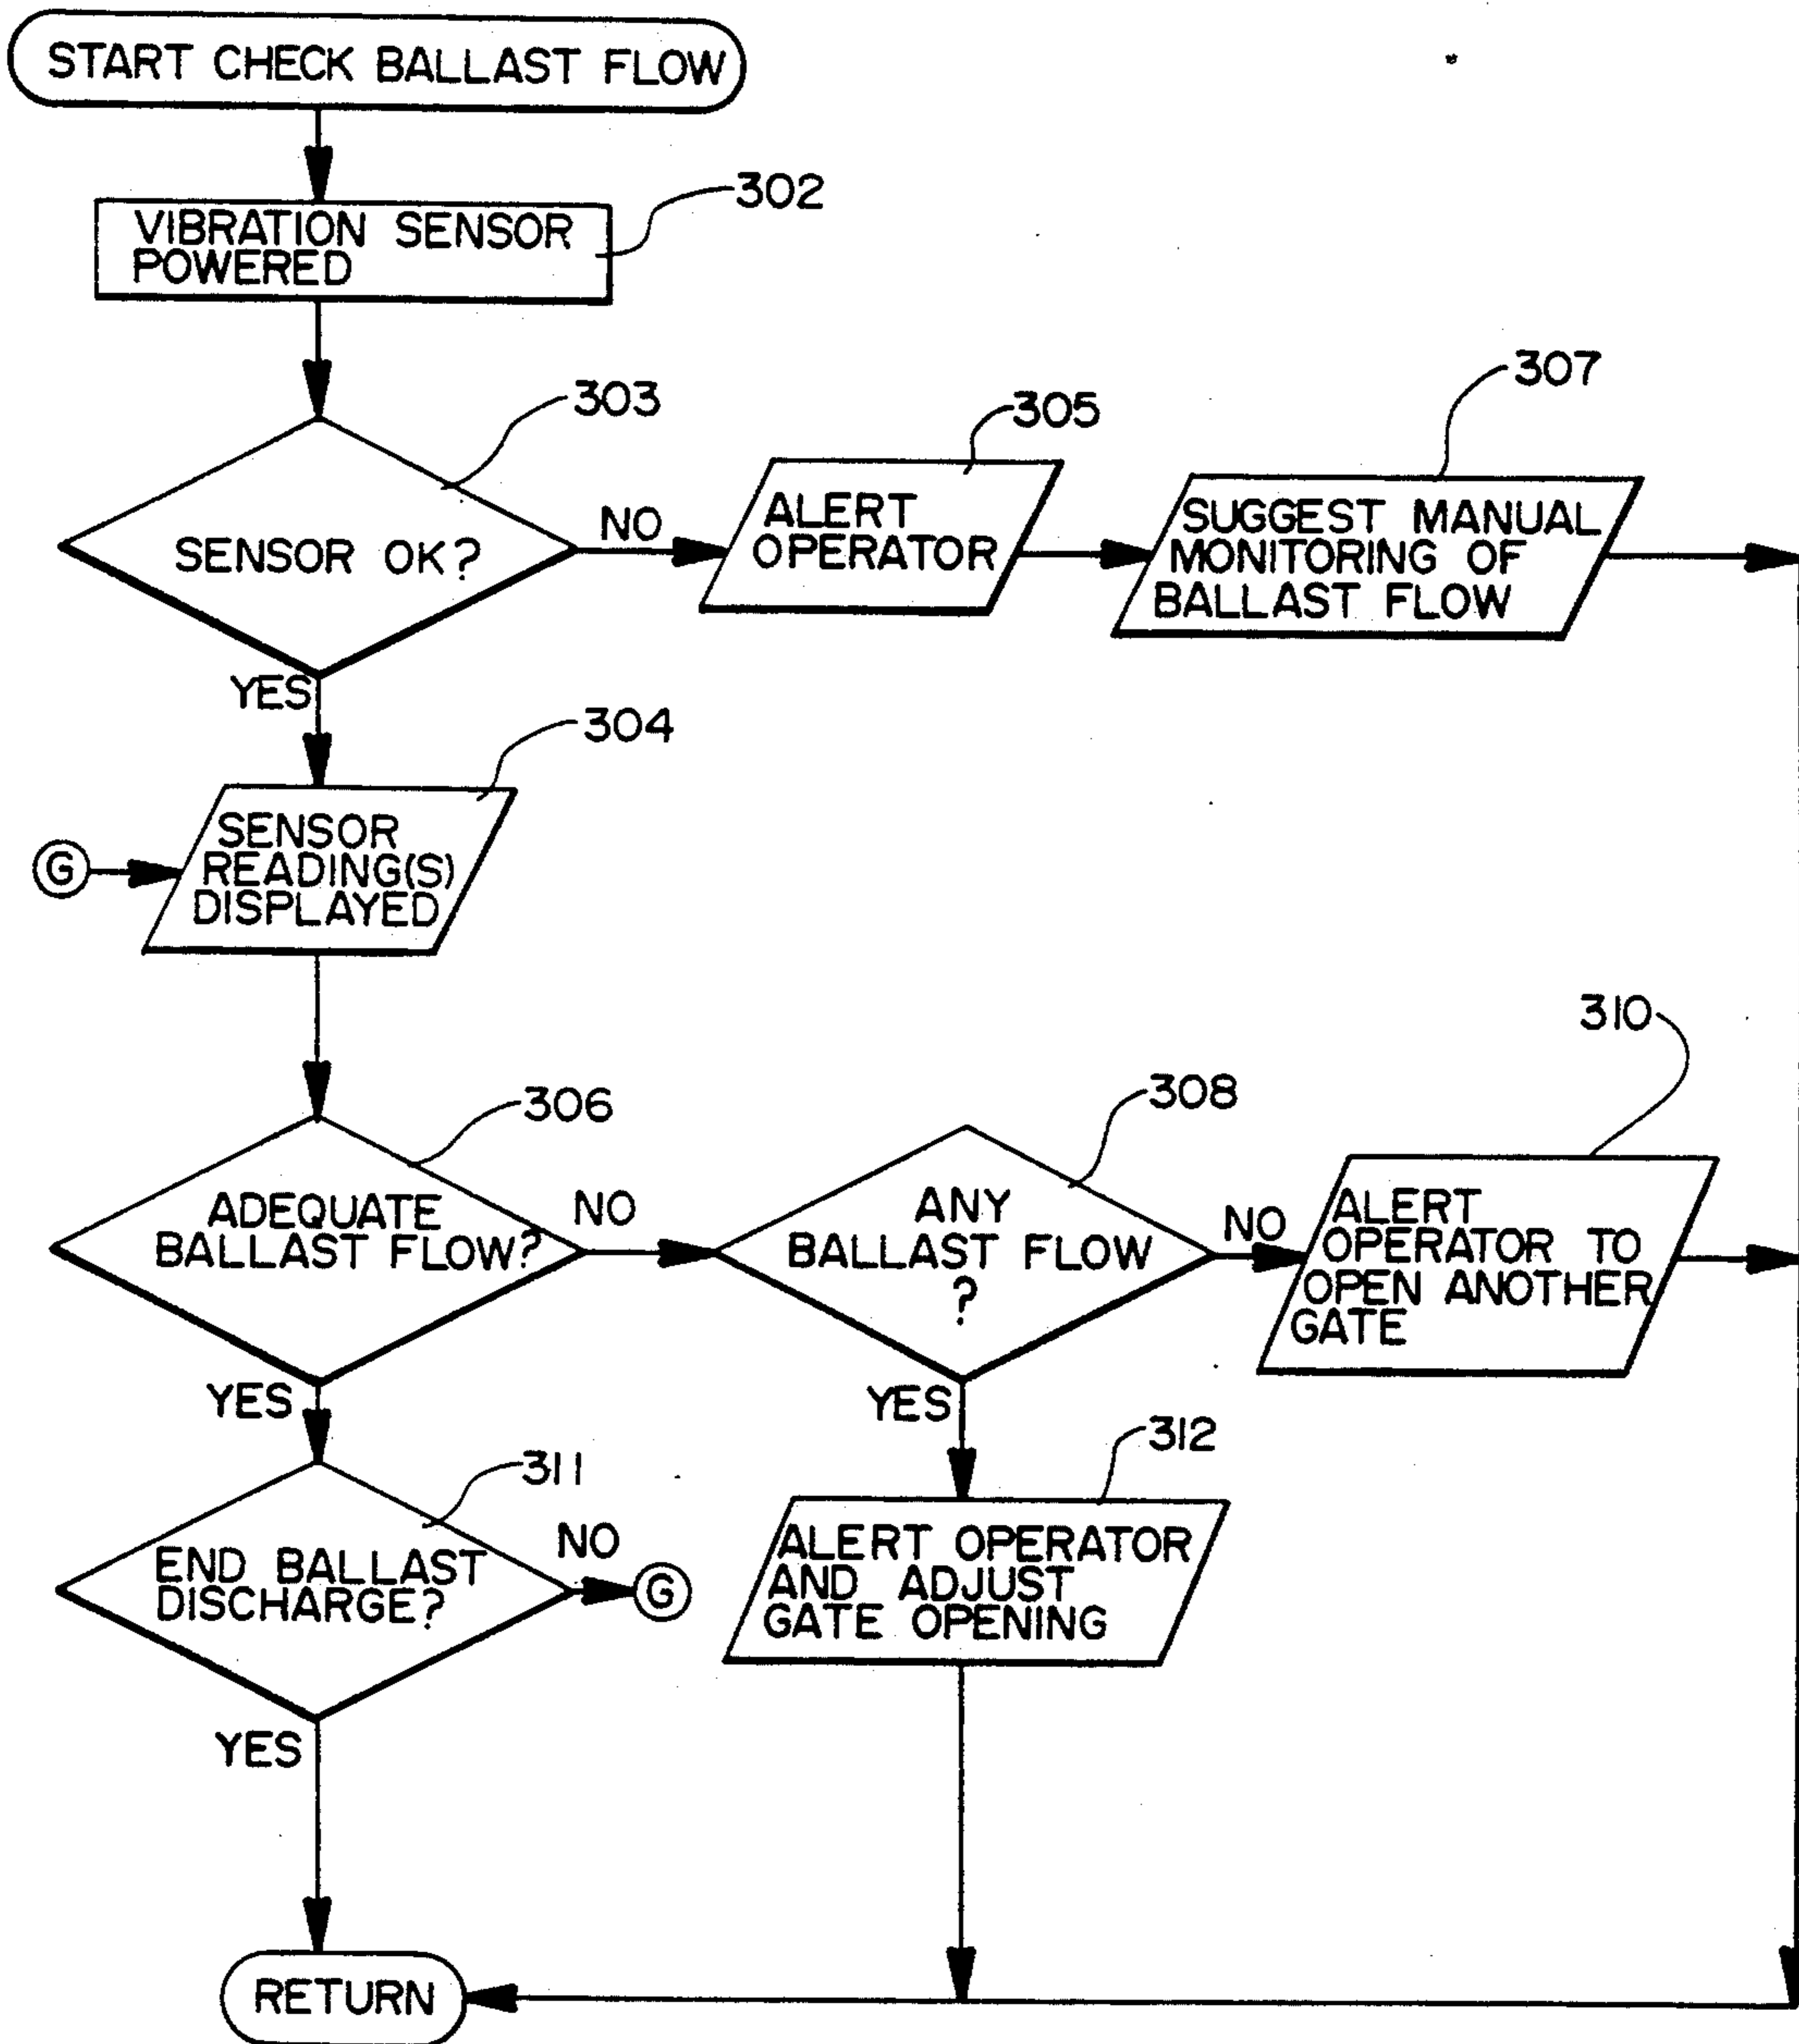 START CHECK BALLAST FLOW
302
VIBRATION SENSOR
POWERED
303
305
307
SENSOR OK?
NO
ALERT
OPERATOR
SUGGEST MANUAL
MONITORING OF
BALLAST FLOW
YES
304
SENSOR
READING(S)
DISPLAYED
G
310
306
308
ADEQUATE
BALLAST FLOW?
NO
ANY
BALLAST FLOW
?
NO
ALERT
OPERATOR TO
OPEN ANOTHER
GATE
YES
YES
311
312
END BALLAST
DISCHARGE?
NO
G
ALERT OPERATOR
AND ADJUST
GATE OPENING
YES
RETURN